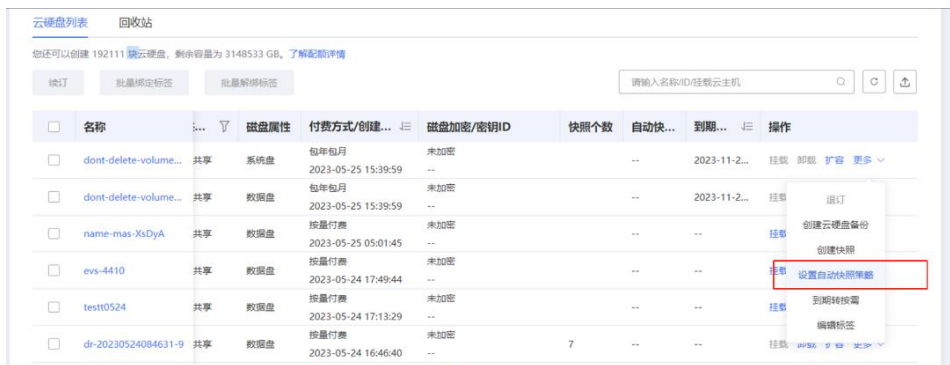 云硬盘列表 回收站
您还可以创建 192111 块云硬盘，剩余容量为 3148533 GB。了解配额详情
续订 批量绑定标签 批量解绑标签 请输入名称/ID/挂载云主机
名称 磁盘属性 付费方式/创建... 磁盘加密/密钥ID 快照个数 自动快... 到期... 操作
dont-delete-volume... 共享 系统盘 包年包月 未加密 -- 2023-11-2... 挂载 卸载 扩容 更多
2023-05-25 15:39:59 --
dont-delete-volume... 共享 数据盘 包年包月 未加密 -- 2023-11-2... 挂载
2023-05-25 15:39:59 --
退订
name-mas-XsDyA 共享 数据盘 按量付费 未加密 -- -- 挂载
2023-05-25 05:01:45 --
创建云硬盘备份
创建快照
evs-4410 共享 数据盘 按量付费 未加密 -- -- 挂载
2023-05-24 17:49:44 --
设置自动快照策略
testt0524 共享 数据盘 按量付费 未加密 -- -- 挂载
2023-05-24 17:13:29 --
到期转按需
编辑标签
dr-20230524084631-9 共享 数据盘 按量付费 未加密 7 -- -- 挂载 卸载 扩容 更多
2023-05-24 16:46:40 --